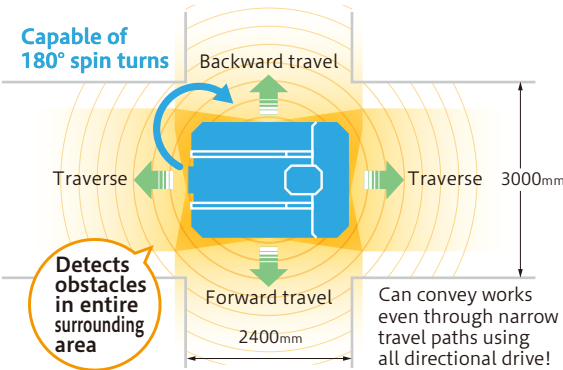 Capable of
180° spin turns
Backward travel
Traverse
Traverse
3000mm
Detects
obstacles
in entire
surrounding
area
Forward travel
2400mm
Can convey works
even through narrow
travel paths using
all directional drive!